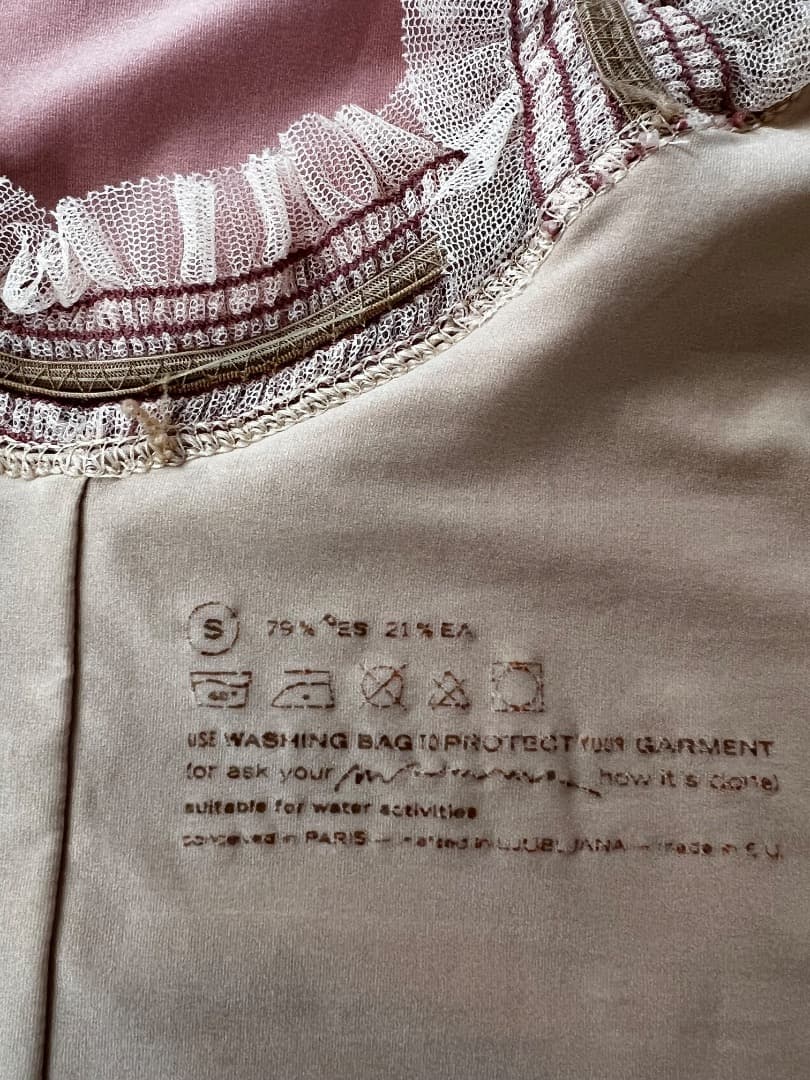 S 79% PES 21% EA
40°
USE WASHING BAG TO PROTECT YOUR GARMENT
(or ask your how it's done)
suitable for water activities
conceived in PARIS — in LJUBLJANA — made in E.U.